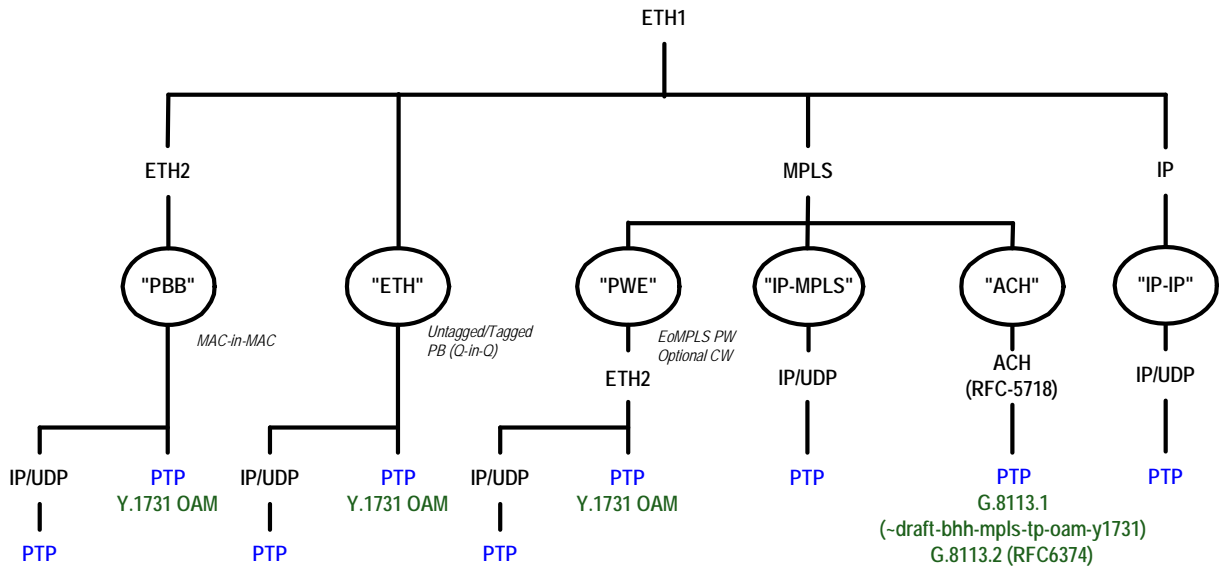 ETH1
ETH2
MPLS
IP
"PBB"
"ETH"
"PWE"
"IP-MPLS"
"ACH"
"IP-IP"
MAC-in-MAC
Untagged/Tagged
PB (Q-in-Q)
EoMPLS PW
Optional CW
ETH2
IP/UDP
ACH
(RFC-5718)
IP/UDP
IP/UDP
PTP
Y.1731 OAM
IP/UDP
PTP
Y.1731 OAM
IP/UDP
PTP
Y.1731 OAM
PTP
PTP
G.8113.1
(~draft-bhh-mpls-tp-oam-y1731)
G.8113.2 (RFC6374)
PTP
PTP
PTP
PTP